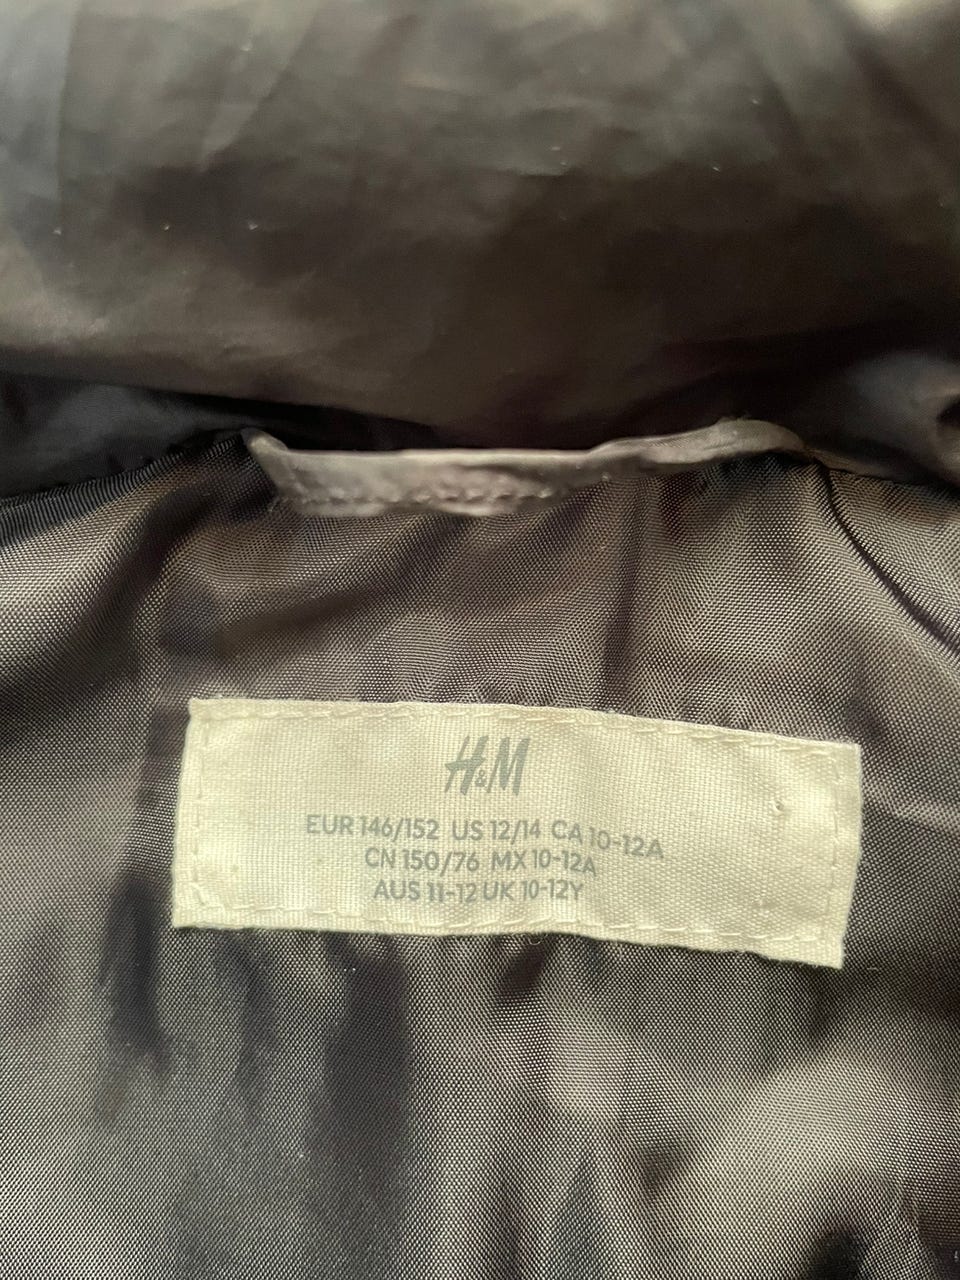 H&M
EUR 146/152 US 12/14 CA 10-12A
CN 150/76 MX 10-12A
AUS 11-12 UK 10-12Y